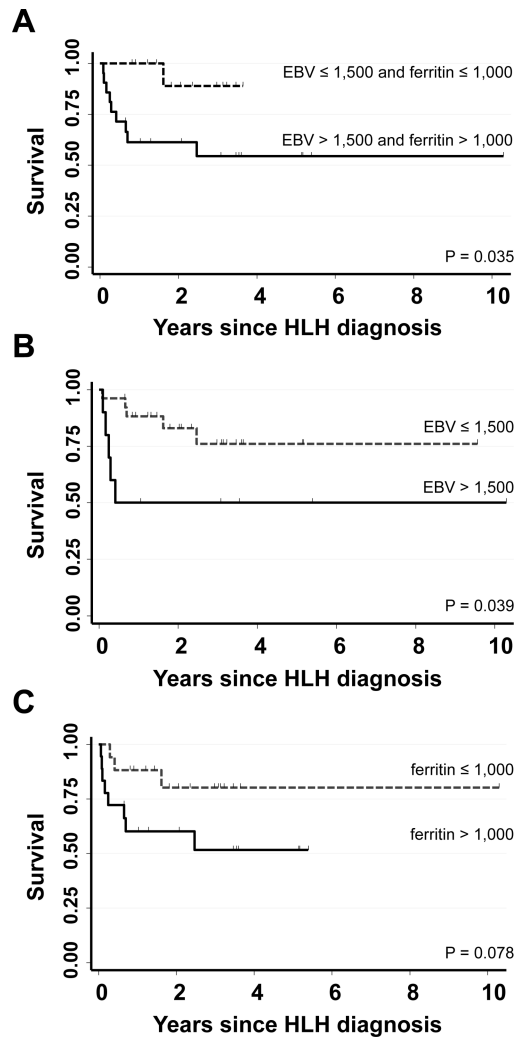 A
Survival
1.00
0.75
0.50
0.25
0.00
EBV ≤ 1,500 and ferritin ≤ 1,000
EBV > 1,500 and ferritin > 1,000
P = 0.035
0 2 4 6 8 10
Years since HLH diagnosis
B
Survival
1.00
0.75
0.50
0.25
0.00
EBV ≤ 1,500
EBV > 1,500
P = 0.039
0 2 4 6 8 10
Years since HLH diagnosis
C
Survival
1.00
0.75
0.50
0.25
0.00
ferritin ≤ 1,000
ferritin > 1,000
P = 0.078
0 2 4 6 8 10
Years since HLH diagnosis